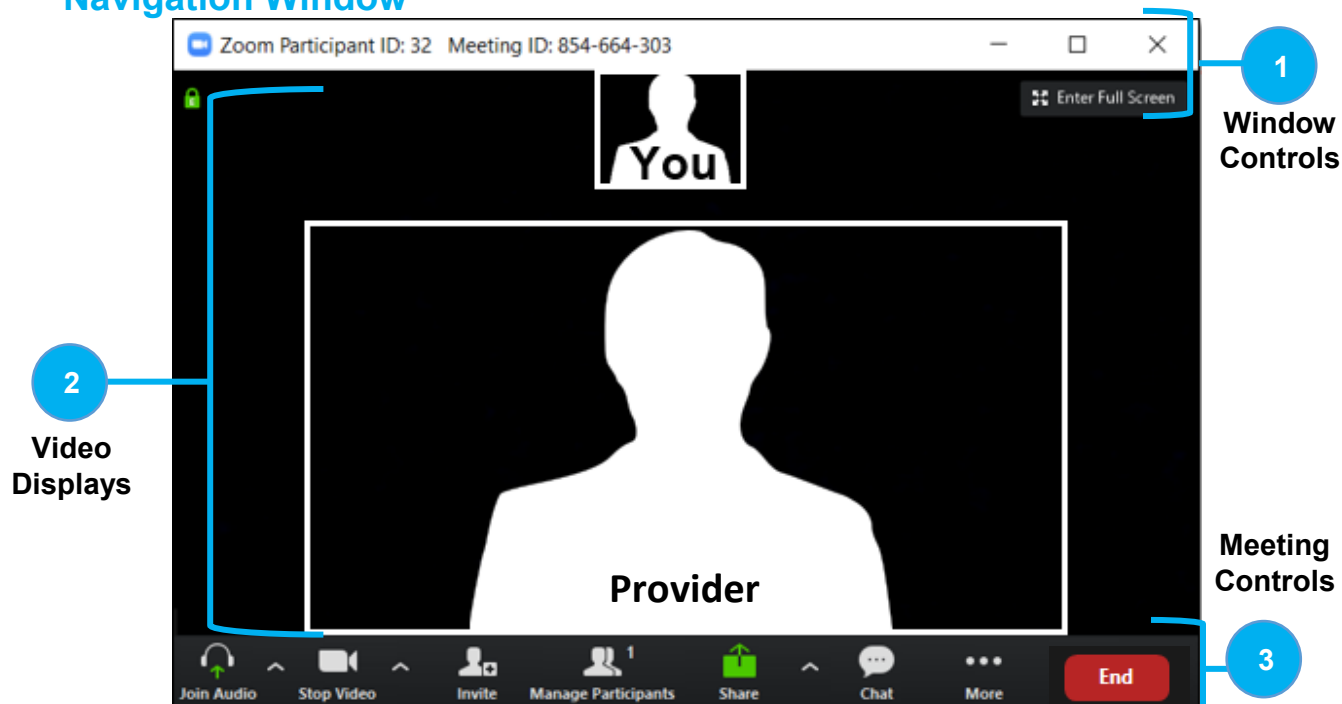 Navigation Window
Zoom Participant ID: 32 Meeting ID: 854-664-303
Enter Full Screen
1
Window
Controls
You
2
Video
Displays
Provider
Meeting
Controls
3
1
Join Audio Stop Video Invite Manage Participants Share Chat More End